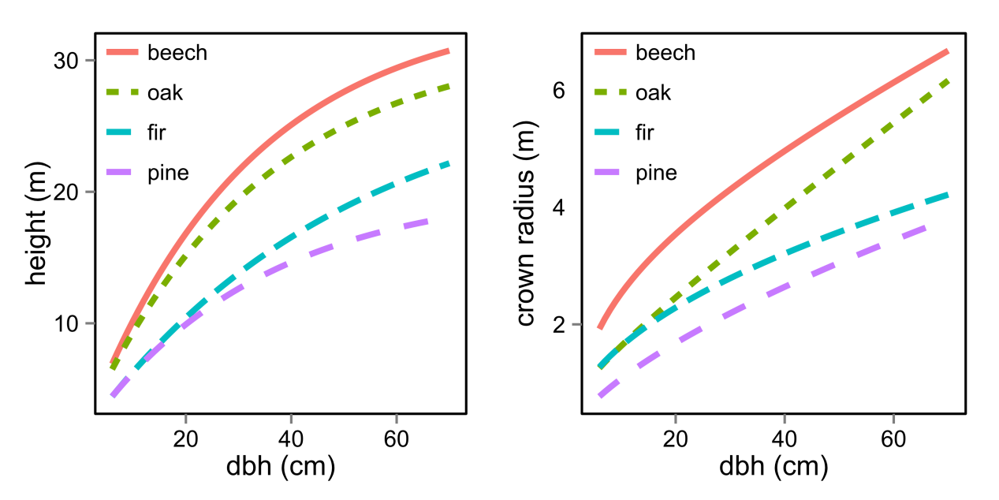 height (m)
30
20
10
beech
oak
fir
pine
20 40 60
dbh (cm)
crown radius (m)
6
4
2
beech
oak
fir
pine
20 40 60
dbh (cm)